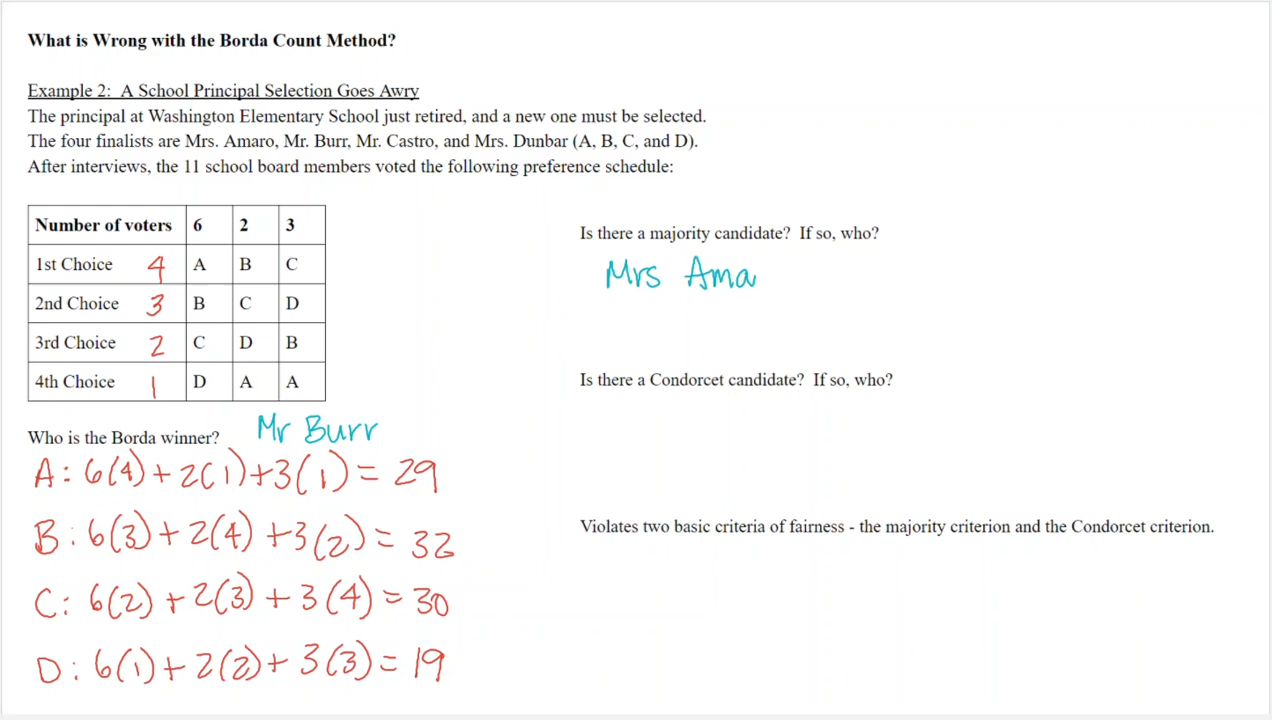 What is Wrong with the Borda Count Method?
Example 2: A School Principal Selection Goes Awry
The principal at Washington Elementary School just retired, and a new one must be selected.
The four finalists are Mrs. Amaro, Mr. Burr, Mr. Castro, and Mrs. Dunbar (A, B, C, and D).
After interviews, the 11 school board members voted the following preference schedule:
Number of voters 6 2 3
1st Choice 4 A B C
2nd Choice 3 B C D
3rd Choice 2 C D B
4th Choice 1 D A A
Who is the Borda winner? Mr Burr
A: 6(4)+2(1)+3(1)=29
B: 6(3)+2(4)+3(2)=32
C: 6(2)+2(3)+3(4)=30
D: 6(1)+2(2)+3(3)=19
Is there a majority candidate? If so, who?
Mrs Ama
Is there a Condorcet candidate? If so, who?
Violates two basic criteria of fairness - the majority criterion and the Condorcet criterion.